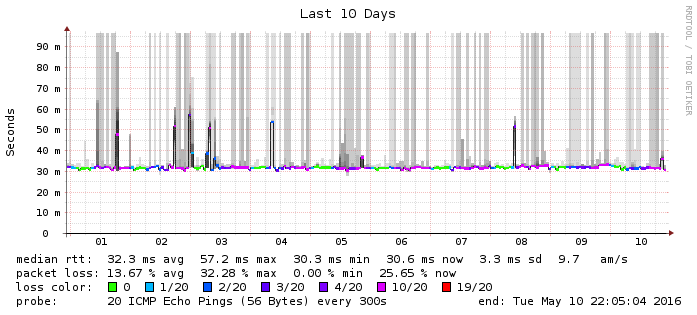 Last 10 Days
RRDTOOL / TOBI OETIKER
Seconds
90 m
80 m
70 m
60 m
50 m
40 m
30 m
20 m
10 m
0
01 02 03 04 05 06 07 08 09 10
median rtt: 32.3 ms avg 57.2 ms max 30.3 ms min 30.6 ms now 3.3 ms sd 9.7 am/s
packet loss: 13.67 % avg 32.28 % max 0.00 % min 25.65 % now
loss color: 0 1/20 2/20 3/20 4/20 10/20 19/20
probe: 20 ICMP Echo Pings (56 Bytes) every 300s end: Tue May 10 22:05:04 2016